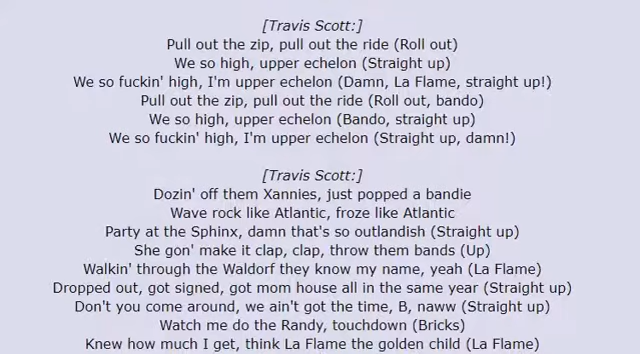 [Travis Scott:]
Pull out the zip, pull out the ride (Roll out)
We so high, upper echelon (Straight up)
We so fuckin' high, I'm upper echelon (Damn, La Flame, straight up!)
Pull out the zip, pull out the ride (Roll out, bando)
We so high, upper echelon (Bando, straight up)
We so fuckin' high, I'm upper echelon (Straight up, damn!)
[Travis Scott:]
Dozin' off them Xannies, just popped a bandie
Wave rock like Atlantic, froze like Atlantic
Party at the Sphinx, damn that's so outlandish (Straight up)
She gon' make it clap, clap, throw them bands (Up)
Walkin' through the Waldorf they know my name, yeah (La Flame)
Dropped out, got signed, got mom house all in the same year (Straight up)
Don't you come around, we ain't got the time, B, naww (Straight up)
Watch me do the Randy, touchdown (Bricks)
Knew how much I get, think La Flame the golden child (La Flame)